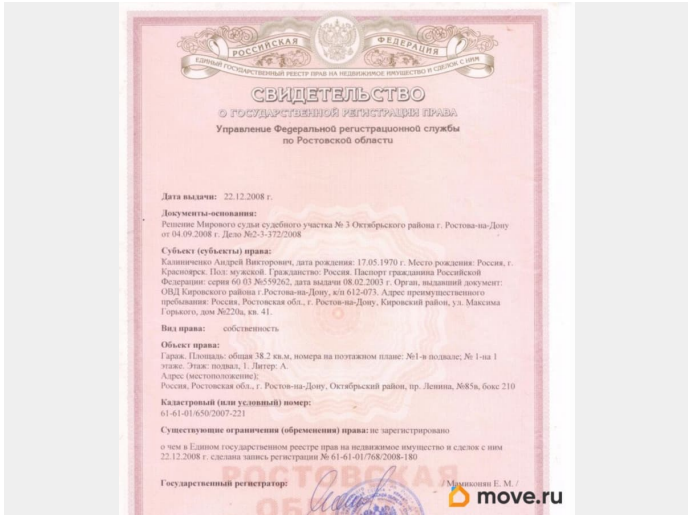 РОССИЙСКАЯ ФЕДЕРАЦИЯ
ЕДИНЫЙ ГОСУДАРСТВЕННЫЙ РЕЕСТР ПРАВ НА НЕДВИЖИМОЕ ИМУЩЕСТВО И СДЕЛОК С НИМ
СВИДЕТЕЛЬСТВО
О ГОСУДАРСТВЕННОЙ РЕГИСТРАЦИИ ПРАВА
Управление Федеральной регистрационной службы
по Ростовской области
Дата выдачи: 22.12.2008 г.
Документы-основания:
Решение Мирового судьи судебного участка № 3 Октябрьского района г. Ростова-на-Дону
от 04.09.2008 г. Дело №2-3-372/2008
Субъект (субъекты) права:
Калиниченко Андрей Викторович, дата рождения: 17.05.1970 г. Место рождения: Россия, г.
Красноярск. Пол: мужской. Гражданство: Россия. Паспорт гражданина Российской
Федерации: серия 60 03 №559262, дата выдачи 08.02.2003 г. Орган, выдавший документ:
ОВД Кировского района г.Ростова-на-Дону, к/п 612-073. Адрес преимущественного
пребывания: Россия, Ростовская обл., г. Ростов-на-Дону, Кировский район, ул. Максима
Горького, дом №220а, кв. 41.
Вид права: собственность
Объект права:
Гараж. Площадь: общая 38.2 кв.м, номера на поэтажном плане: №1-в подвале; № 1-на 1
этаже. Этаж: подвал, 1. Литер: А.
Адрес (местоположение):
Россия, Ростовская обл., г. Ростов-на-Дону, Октябрьский район, пр. Ленина, №85в, бокс 210
Кадастровый (или условный) номер:
61-61-01/650/2007-221
Существующие ограничения (обременения) права: не зарегистрировано
о чем в Едином государственном реестре прав на недвижимое имущество и сделок с ним
22.12.2008 г. сделана запись регистрации № 61-61-01/768/2008-180
РОСТОВСКАЯ
Государственный регистратор: / Мамиконян Е. М. /
move.ru